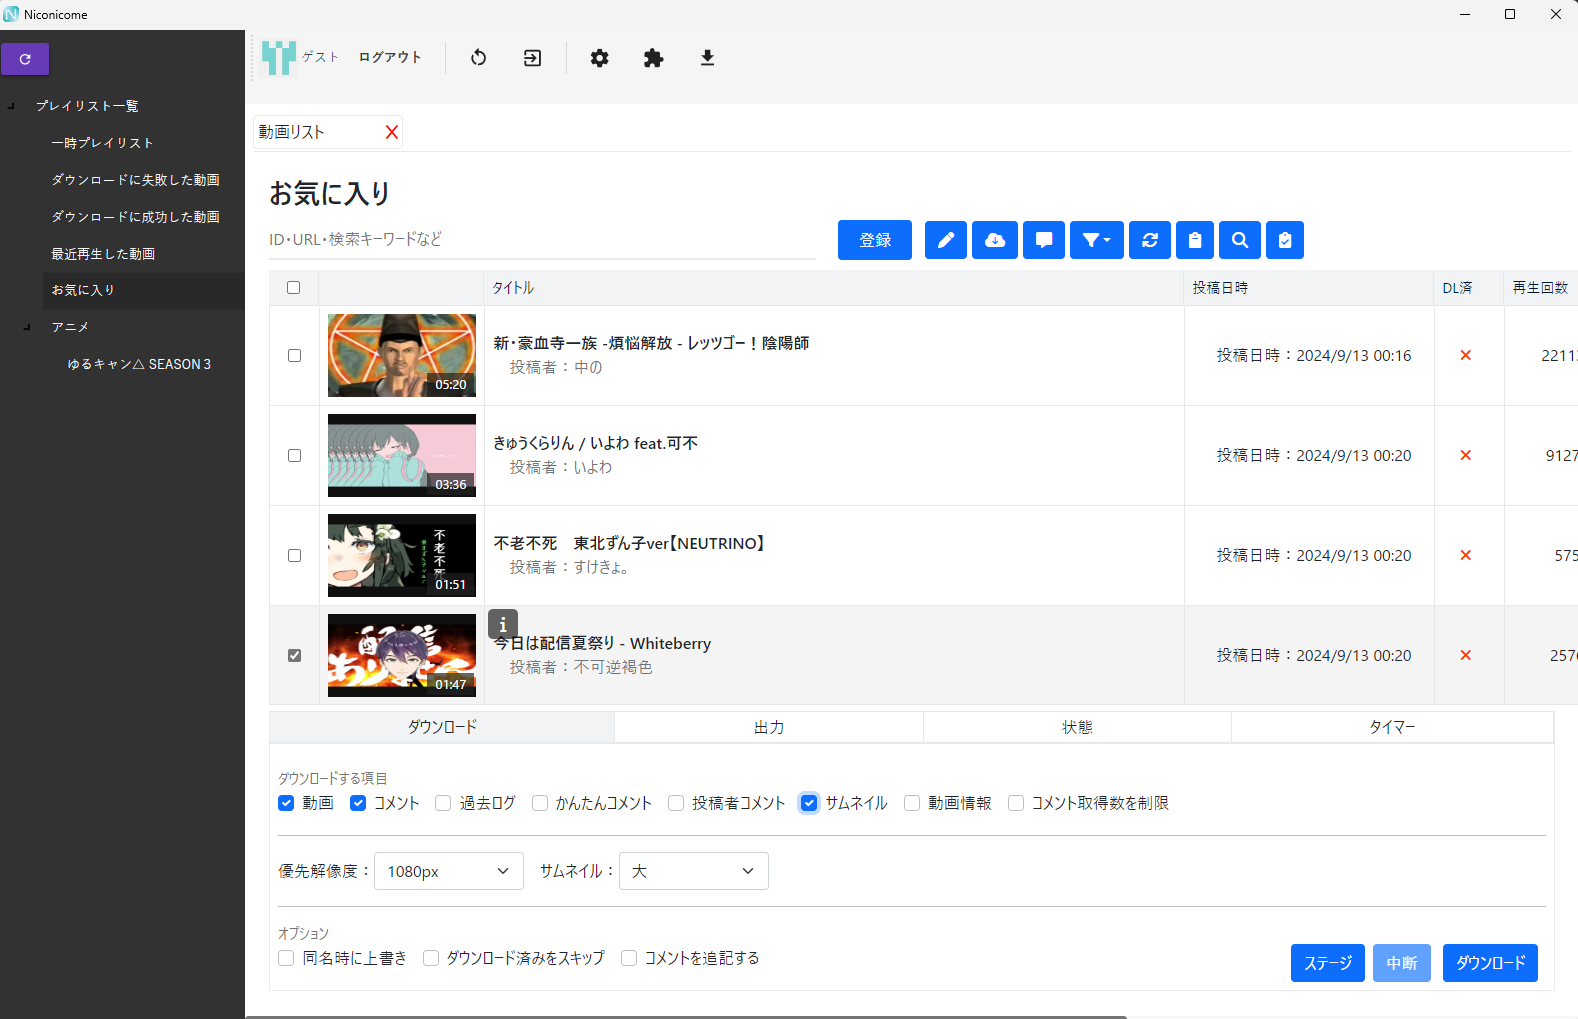 Niconicome
ゲスト ログアウト
プレイリスト一覧
一時プレイリスト
ダウンロードに失敗した動画
ダウンロードに成功した動画
最近再生した動画
お気に入り
アニメ
ゆるキャン△ SEASON３
動画リスト
お気に入り
ID・URL・検索キーワードなど
登録
タイトル 投稿日時 DL済 再生回数
05:20
新・豪血寺一族 -煩悩解放 - レッツゴー！陰陽師
投稿者：中の
投稿日時：2024/9/13 00:16
2211
03:36
きゅうくらりん / いよわ feat.可不
投稿者：いよわ
投稿日時：2024/9/13 00:20
9127
不老不死
東北ずん子ver
01:51
不老不死　東北ずん子ver【NEUTRINO】
投稿者：すけきょ。
投稿日時：2024/9/13 00:20
575
配信
01:47
今日は配信夏祭り - Whiteberry
投稿者：不可逆褐色
投稿日時：2024/9/13 00:20
257
ダウンロード 出力 状態 タイマー
ダウンロードする項目
動画 コメント 過去ログ かんたんコメント 投稿者コメント サムネイル 動画情報 コメント取得数を制限
優先解像度： 1080px サムネイル： 大
オプション
同名時に上書き ダウンロード済みをスキップ コメントを追記する
ステージ 中断 ダウンロード